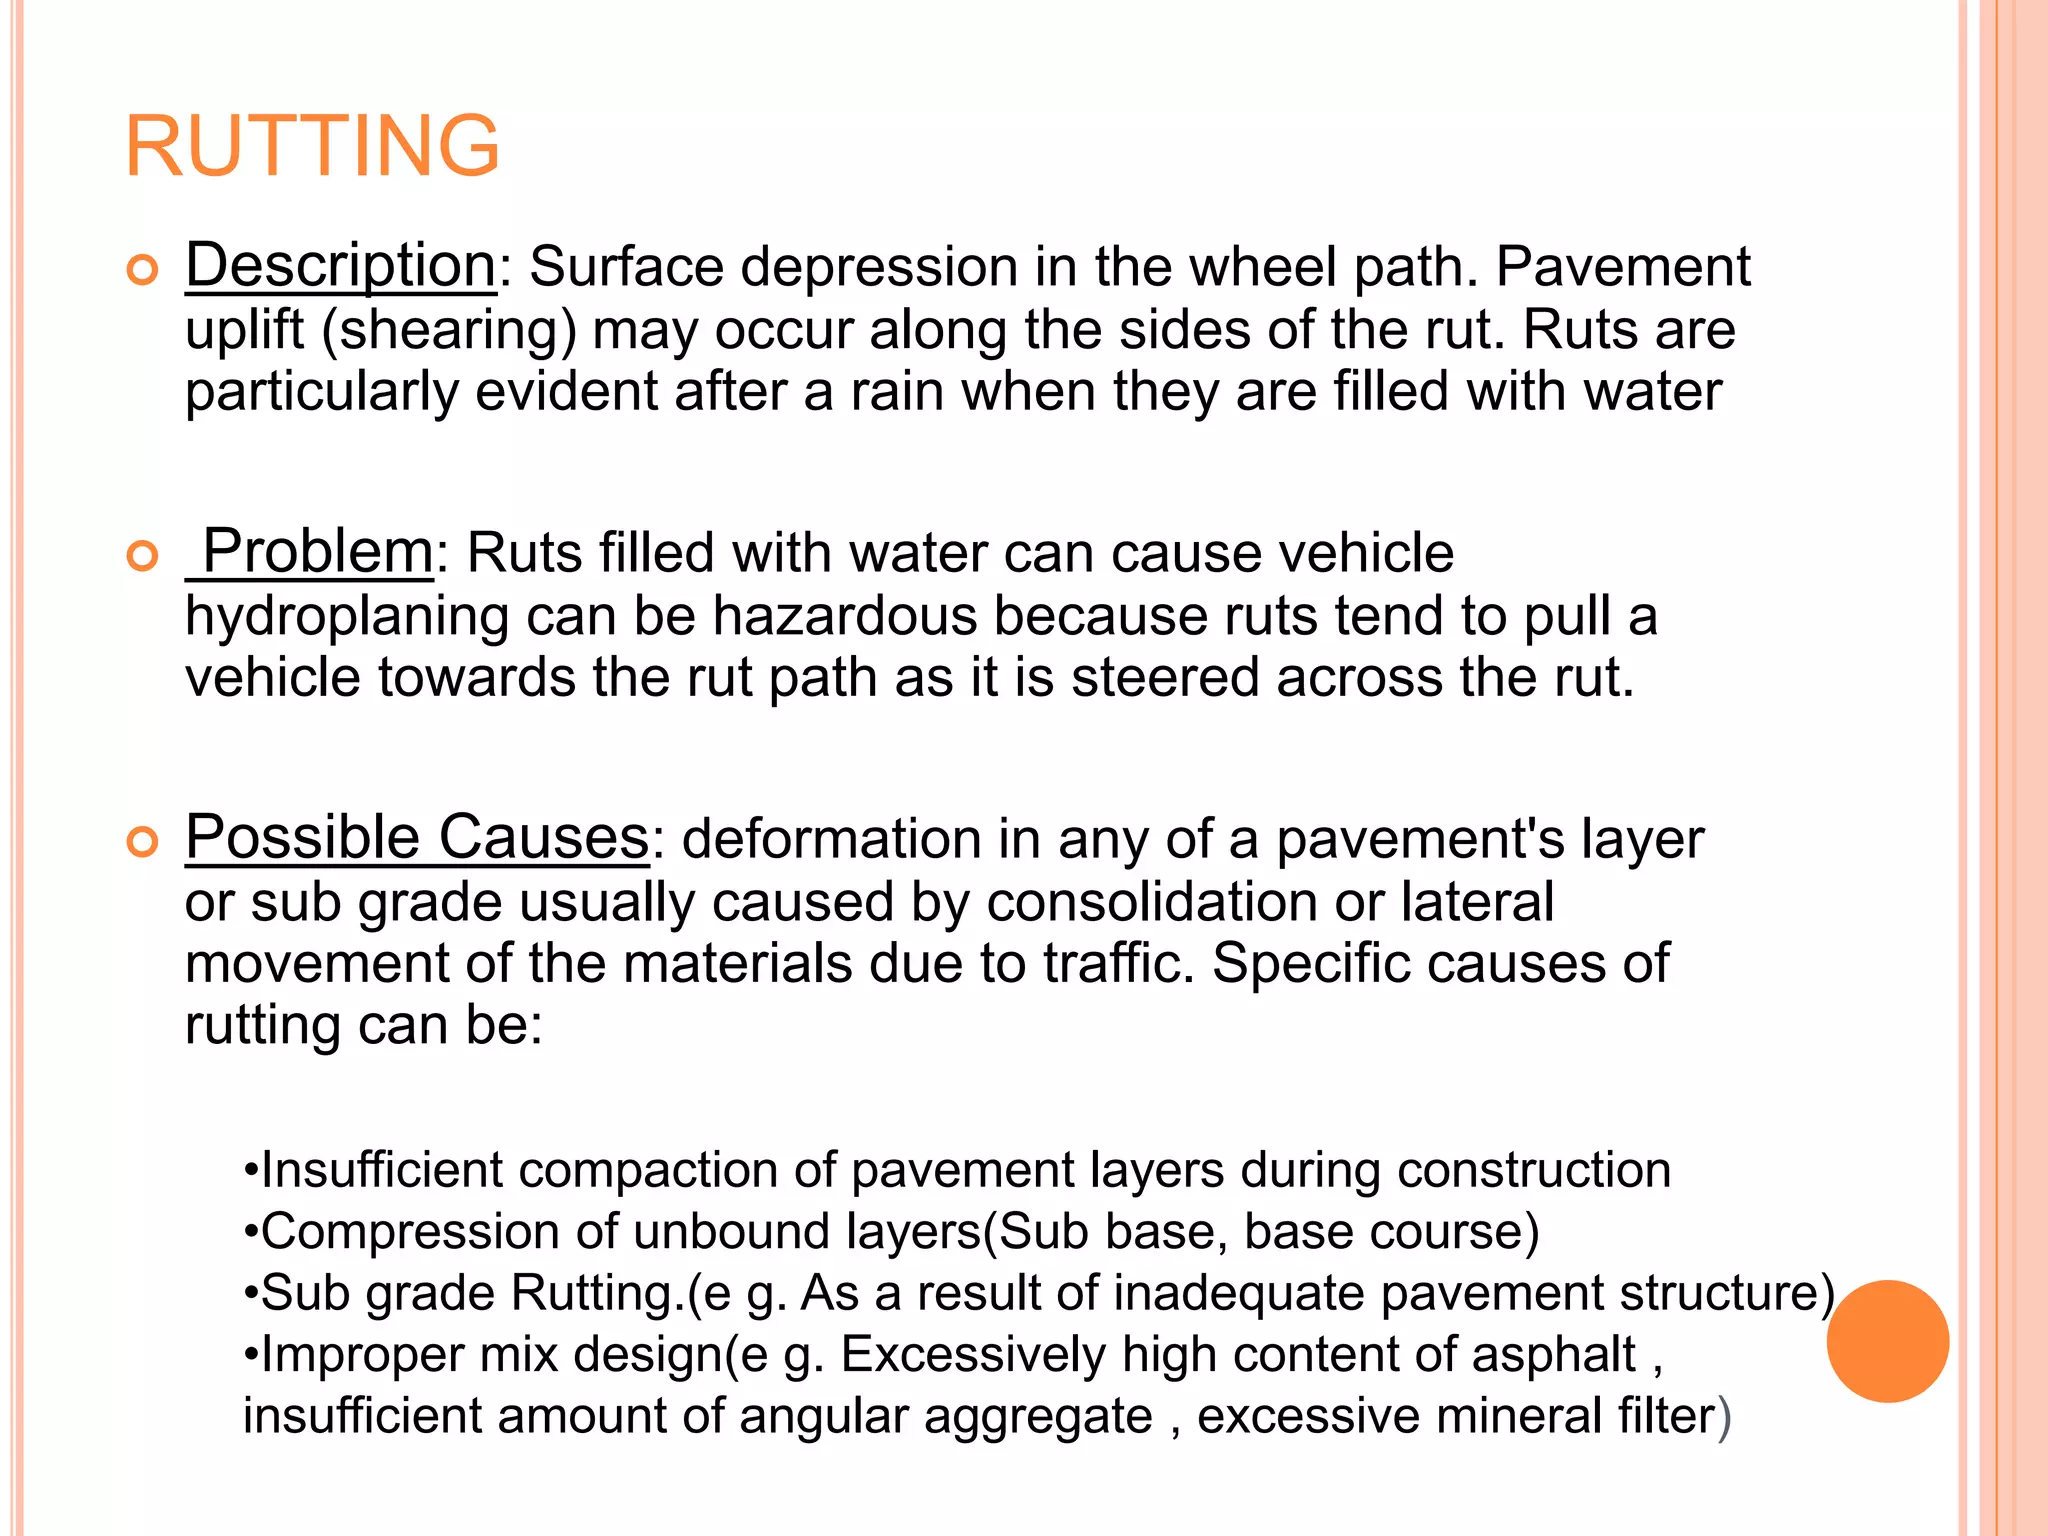 RUTTING
Description: Surface depression in the wheel path. Pavement
uplift (shearing) may occur along the sides of the rut. Ruts are
particularly evident after a rain when they are filled with water
Problem: Ruts filled with water can cause vehicle
hydroplaning can be hazardous because ruts tend to pull a
vehicle towards the rut path as it is steered across the rut.
Possible Causes: deformation in any of a pavement's layer
or sub grade usually caused by consolidation or lateral
movement of the materials due to traffic. Specific causes of
rutting can be:
•Insufficient compaction of pavement layers during construction
•Compression of unbound layers(Sub base, base course)
•Sub grade Rutting.(e g. As a result of inadequate pavement structure)
•Improper mix design(e g. Excessively high content of asphalt ,
insufficient amount of angular aggregate , excessive mineral filter)